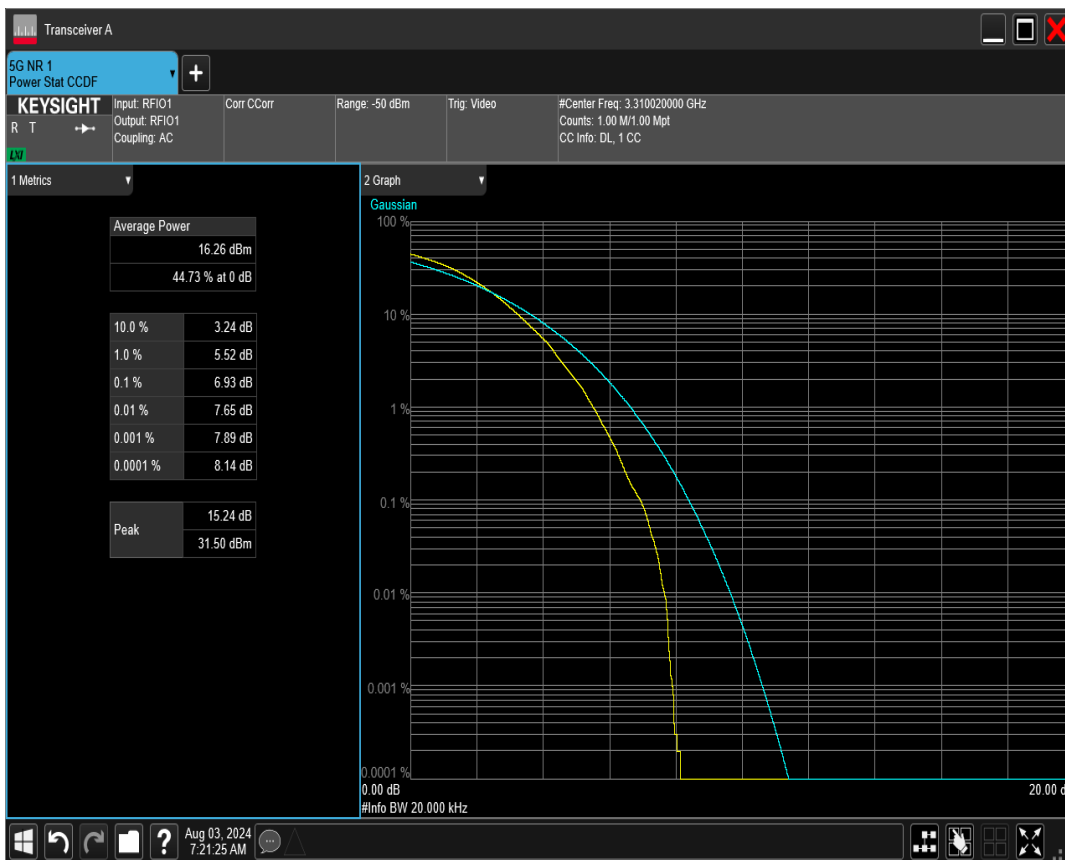 Transceiver A
5G NR 1
Power Stat CCDF
KEYSIGHT
R T
LXI
Input: RFIO1
Output: RFIO1
Coupling: AC
Corr CCorr
Range: -50 dBm
Trig: Video
#Center Freq: 3.310020000 GHz
Counts: 1.00 M/1.00 Mpt
CC Info: DL, 1 CC
1 Metrics
Average Power
16.26 dBm
44.73 % at 0 dB
10.0 % 3.24 dB
1.0 % 5.52 dB
0.1 % 6.93 dB
0.01 % 7.65 dB
0.001 % 7.89 dB
0.0001 % 8.14 dB
Peak
15.24 dB
31.50 dBm
2 Graph
Gaussian
100 %
10 %
1 %
0.1 %
0.01 %
0.001 %
0.0001 %
0.00 dB
20.00 d
#Info BW 20.000 kHz
?
Aug 03, 2024
7:21:25 AM